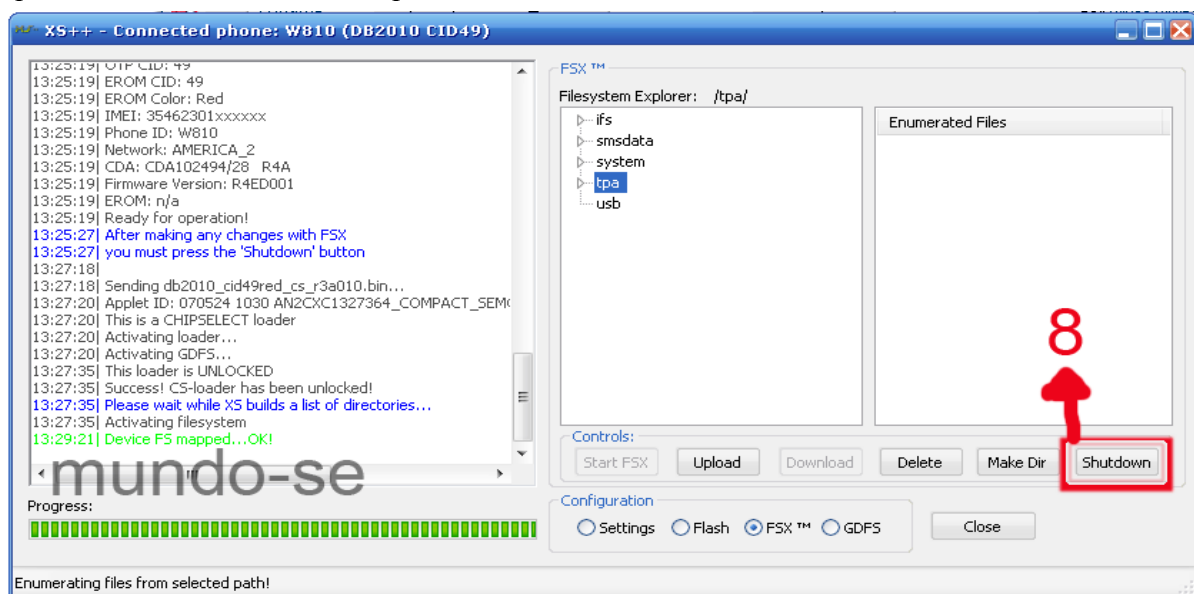 XS++ - Connected phone: W810 (DB2010 CID49)
13:25:19| OTP CID: 49
13:25:19| EROM CID: 49
13:25:19| EROM Color: Red
13:25:19| IMEI: 35462301xxxxxx
13:25:19| Phone ID: W810
13:25:19| Network: AMERICA_2
13:25:19| CDA: CDA102494/28 R4A
13:25:19| Firmware Version: R4ED001
13:25:19| EROM: n/a
13:25:19| Ready for operation!
13:25:27| After making any changes with FSX
13:25:27| you must press the 'Shutdown' button
13:27:18|
13:27:18| Sending db2010_cid49red_cs_r3a010.bin...
13:27:20| Applet ID: 070524 1030 AN2CXC1327364_COMPACT_SEM
13:27:20| This is a CHIPSELECT loader
13:27:20| Activating loader...
13:27:20| Activating GDFS...
13:27:35| This loader is UNLOCKED
13:27:35| Success! CS-loader has been unlocked!
13:27:35| Please wait while XS builds a list of directories...
13:27:35| Activating filesystem
13:29:21| Device FS mapped...OK!
mundo-se
Progress:
FSX ™
Filesystem Explorer: /tpa/
ifs
smsdata
system
tpa
usb
Enumerated Files
8
Controls:
Start FSX Upload Download Delete Make Dir Shutdown
Configuration
Settings Flash FSX ™ GDFS Close
Enumerating files from selected path!